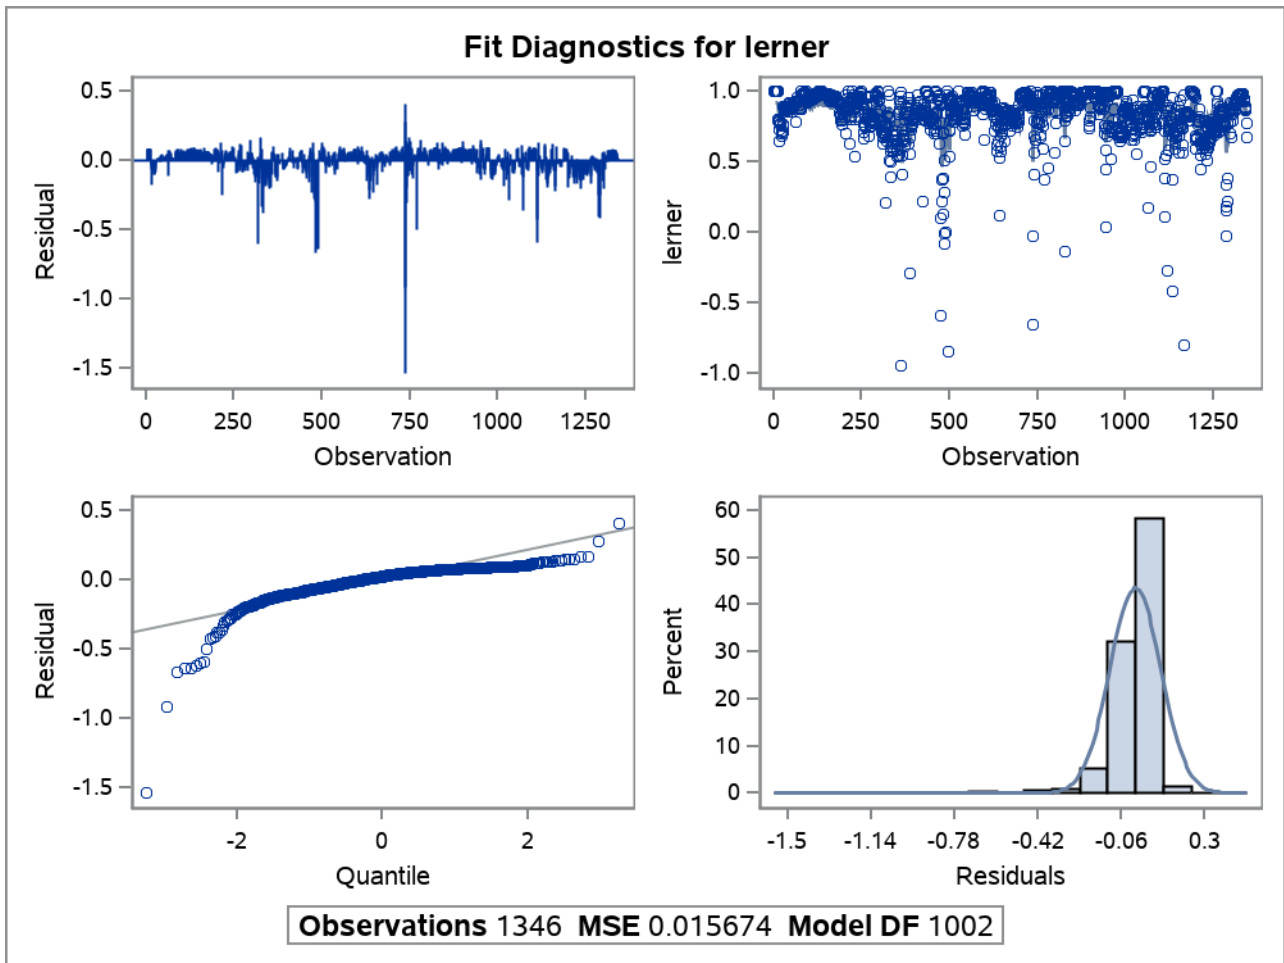 Fit Diagnostics for lerner
0.5
0.0
-0.5
-1.0
-1.5
Residual
0 250 500 750 1000 1250
Observation
1.0
0.5
0.0
-0.5
-1.0
lerner
0 250 500 750 1000 1250
Observation
0.5
0.0
-0.5
-1.0
-1.5
Residual
-2 0 2
Quantile
60
50
40
30
20
10
0
Percent
-1.5 -1.14 -0.78 -0.42 -0.06 0.3
Residuals
Observations 1346 MSE 0.015674 Model DF 1002